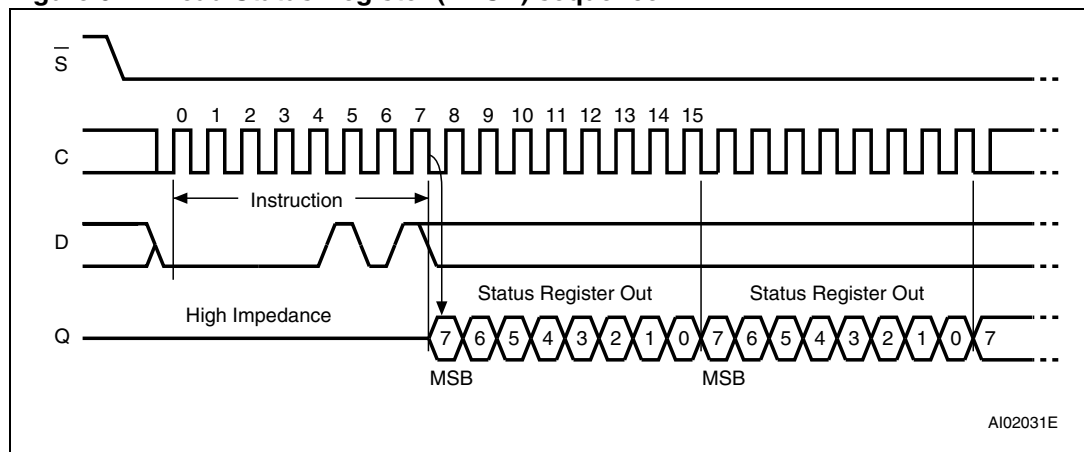 S
0 1 2 3 4 5 6 7 8 9 10 11 12 13 14 15
C
Instruction
D
Status Register Out Status Register Out
High Impedance
Q 7 6 5 4 3 2 1 0 7 6 5 4 3 2 1 0 7
MSB MSB
AI02031E